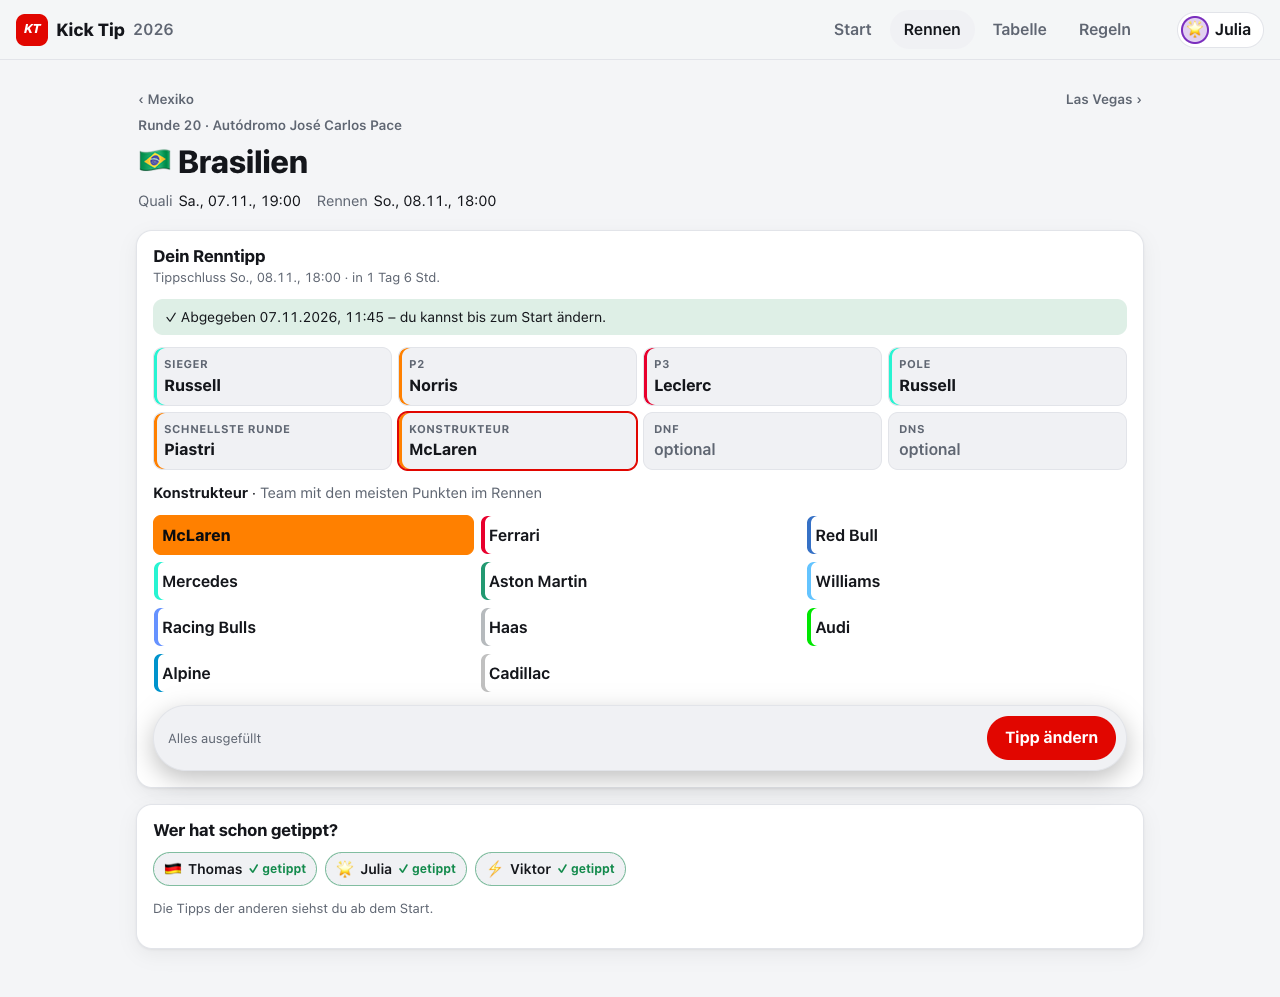 KT Kick Tip 2026 Start Rennen Tabelle Regeln Julia
‹ Mexiko Las Vegas ›
Runde 20 · Autódromo José Carlos Pace
Brasilien
Quali Sa., 07.11., 19:00 Rennen So., 08.11., 18:00
Dein Renntipp
Tippschluss So., 08.11., 18:00 · in 1 Tag 6 Std.
✓ Abgegeben 07.11.2026, 11:45 – du kannst bis zum Start ändern.
SIEGER P2 P3 POLE
Russell Norris Leclerc Russell
SCHNELLSTE RUNDE KONSTRUKTEUR DNF DNS
Piastri McLaren optional optional
Konstrukteur · Team mit den meisten Punkten im Rennen
McLaren Ferrari Red Bull
Mercedes Aston Martin Williams
Racing Bulls Haas Audi
Alpine Cadillac
Alles ausgefüllt Tipp ändern
Wer hat schon getippt?
Thomas ✓ getippt Julia ✓ getippt Viktor ✓ getippt
Die Tipps der anderen siehst du ab dem Start.